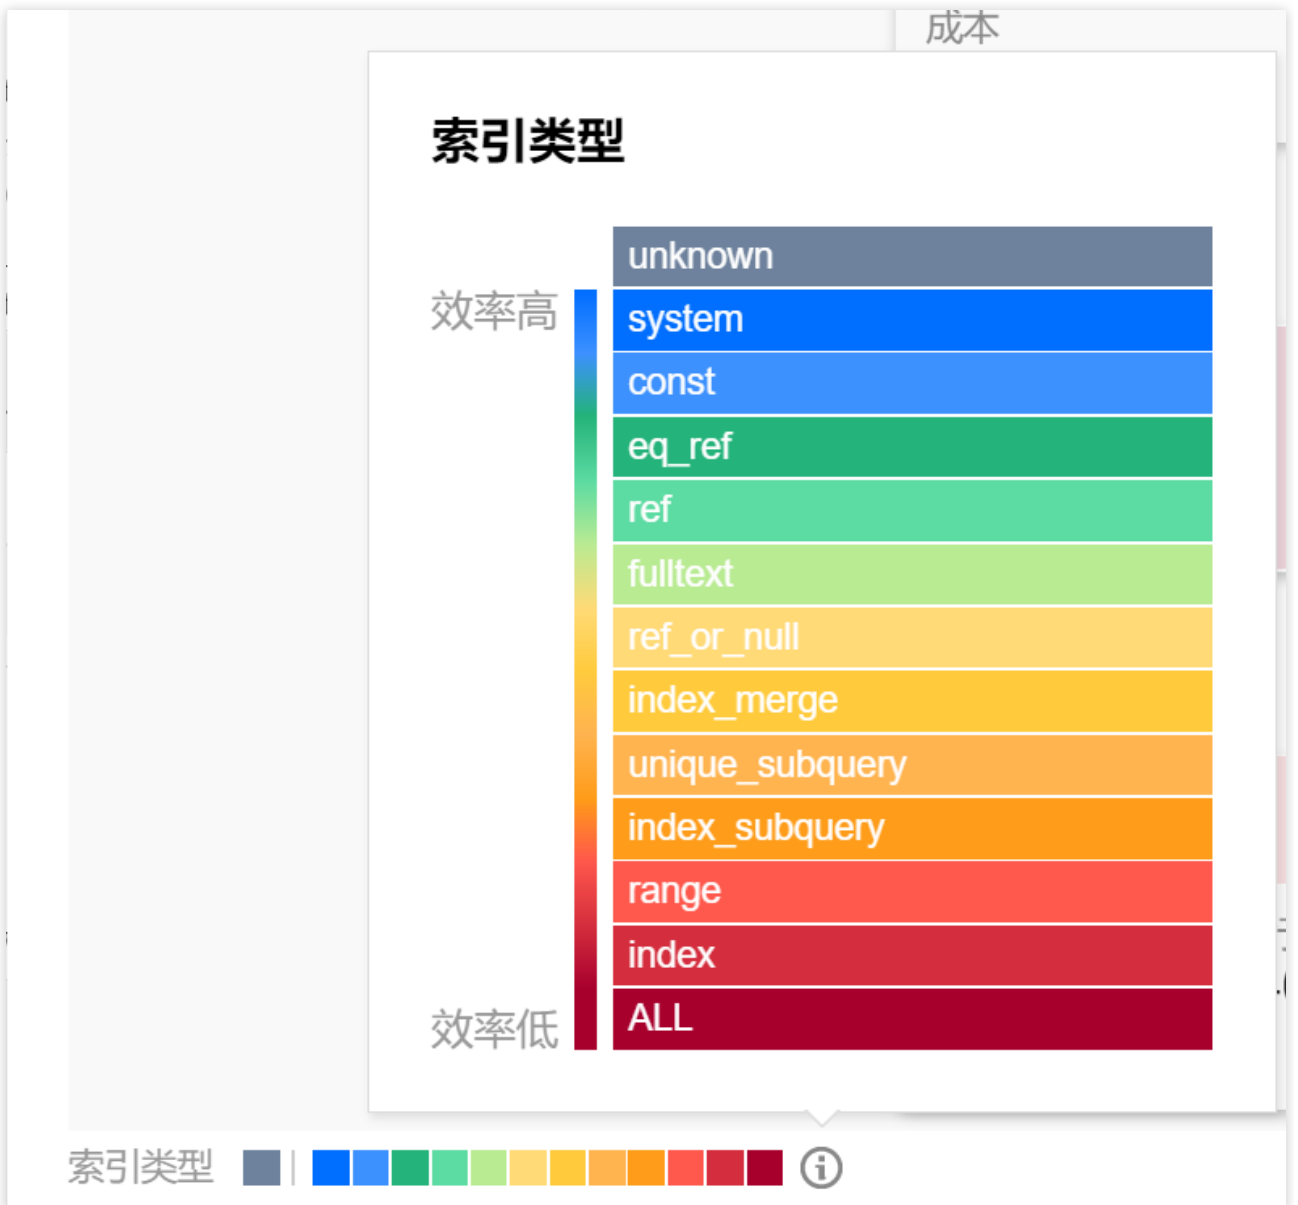 成本
索引类型
unknown
效率高
system
const
eq_ref
ref
fulltext
ref_or_null
index_merge
unique_subquery
index_subquery
range
index
效率低
ALL
索引类型